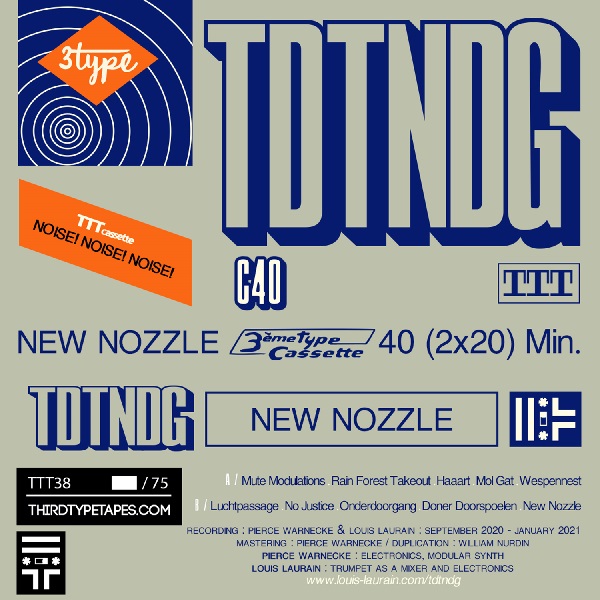 3type
TDTNDG
TTT cassette
NOISE! NOISE! NOISE!
C·40
TTT
NEW NOZZLE 3èmeType Cassette 40 (2x20) Min.
TDTNDG NEW NOZZLE
TTT38 / 75
THIRDTYPETAPES.COM
A / Mute Modulations Rain Forest Takeout Haaart Mol Gat Wespennest
B / Luchtpassage No Justice Onderdoorgang Doner Doorspoelen New Nozzle
RECORDING : PIERCE WARNECKE & LOUIS LAURAIN : SEPTEMBER 2020 - JANUARY 2021
MASTERING : PIERCE WARNECKE / DUPLICATION : WILLIAM NURDIN
PIERCE WARNECKE : ELECTRONICS, MODULAR SYNTH
LOUIS LAURAIN : TRUMPET AS A MIXER AND ELECTRONICS
www.louis-laurain.com/tdtndg